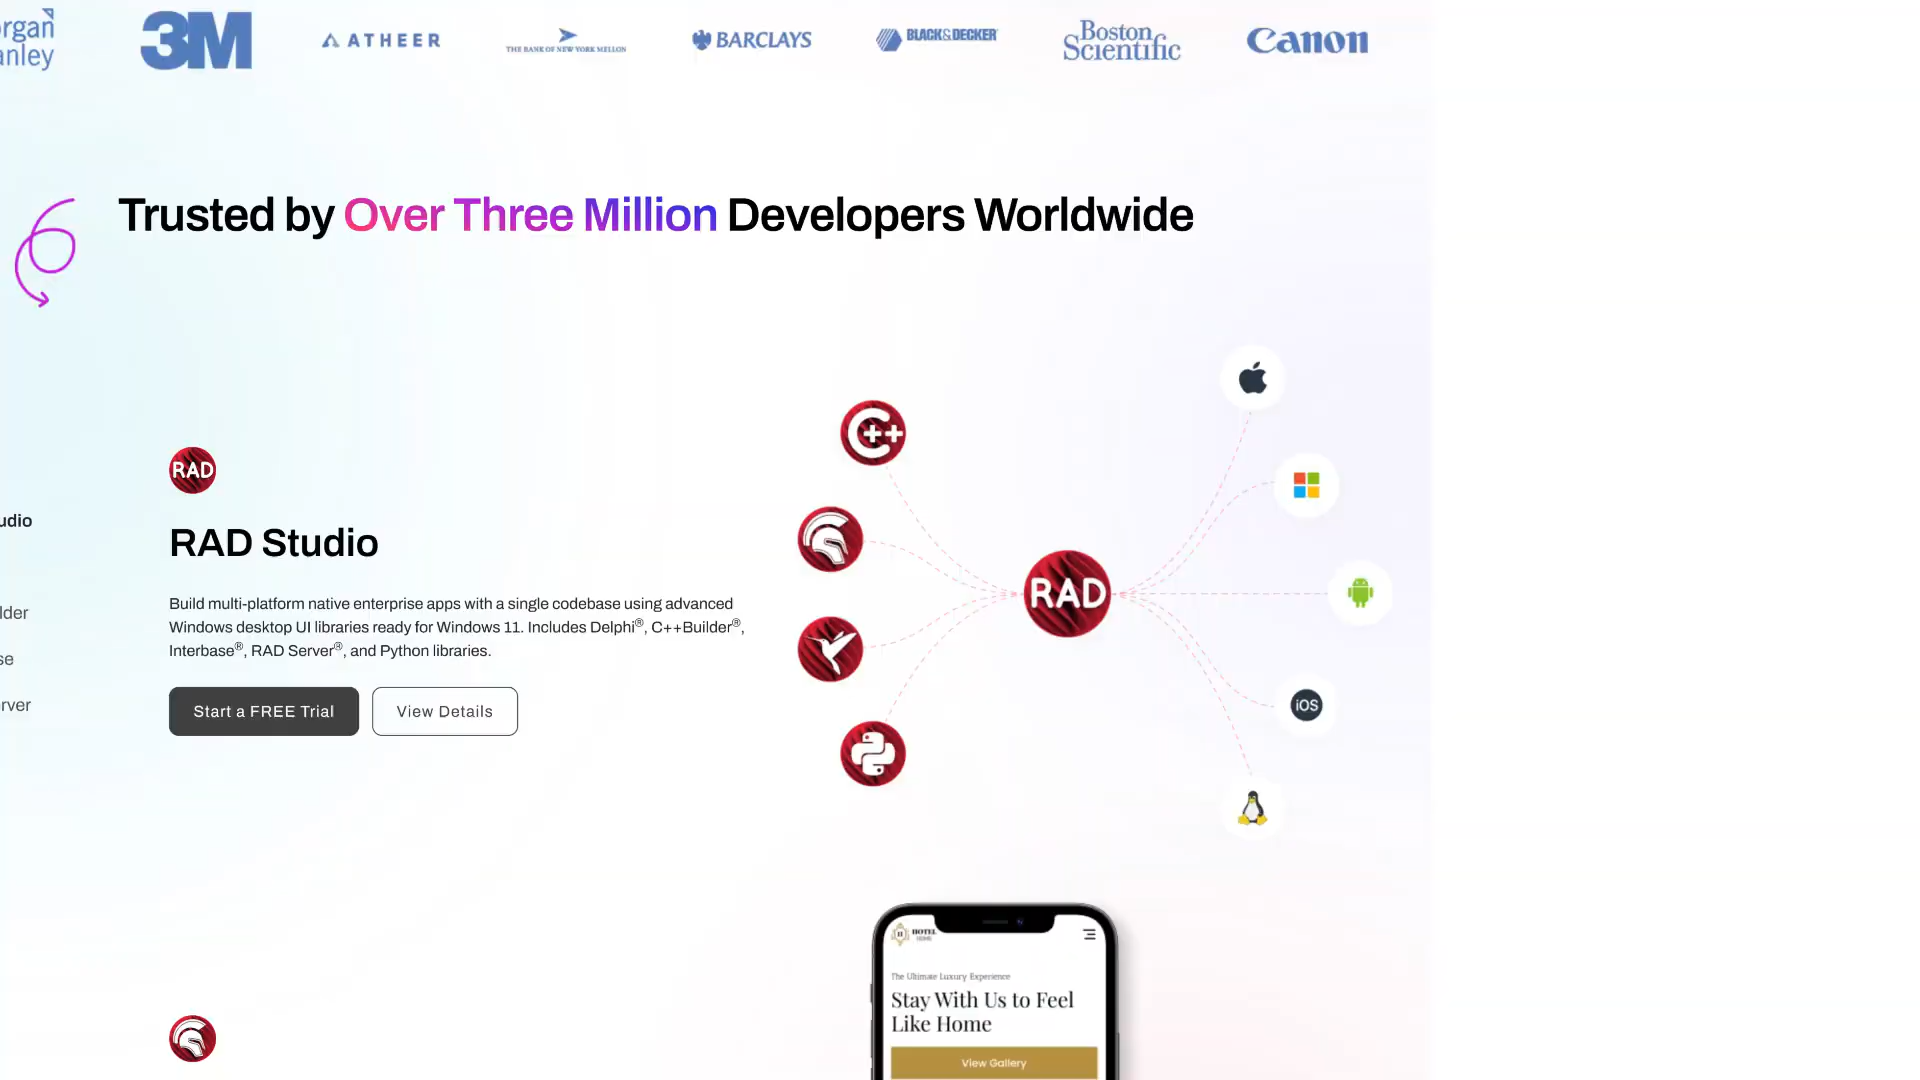 rgan
anley
3M
ATHEER
THE BANK OF NEW YORK MELLON
BARCLAYS
BLACK&DECKER
Boston
Scientific
Canon
Trusted by Over Three Million Developers Worldwide
udio
lder
se
rver
RAD
RAD Studio
Build multi-platform native enterprise apps with a single codebase using advanced
Windows desktop UI libraries ready for Windows 11. Includes Delphi®, C++Builder®,
Interbase®, RAD Server®, and Python libraries.
Start a FREE Trial
View Details
C++
RAD
iOS
HOTEL
HOME
The Ultimate Luxury Experience
Stay With Us to Feel
Like Home
View Gallery